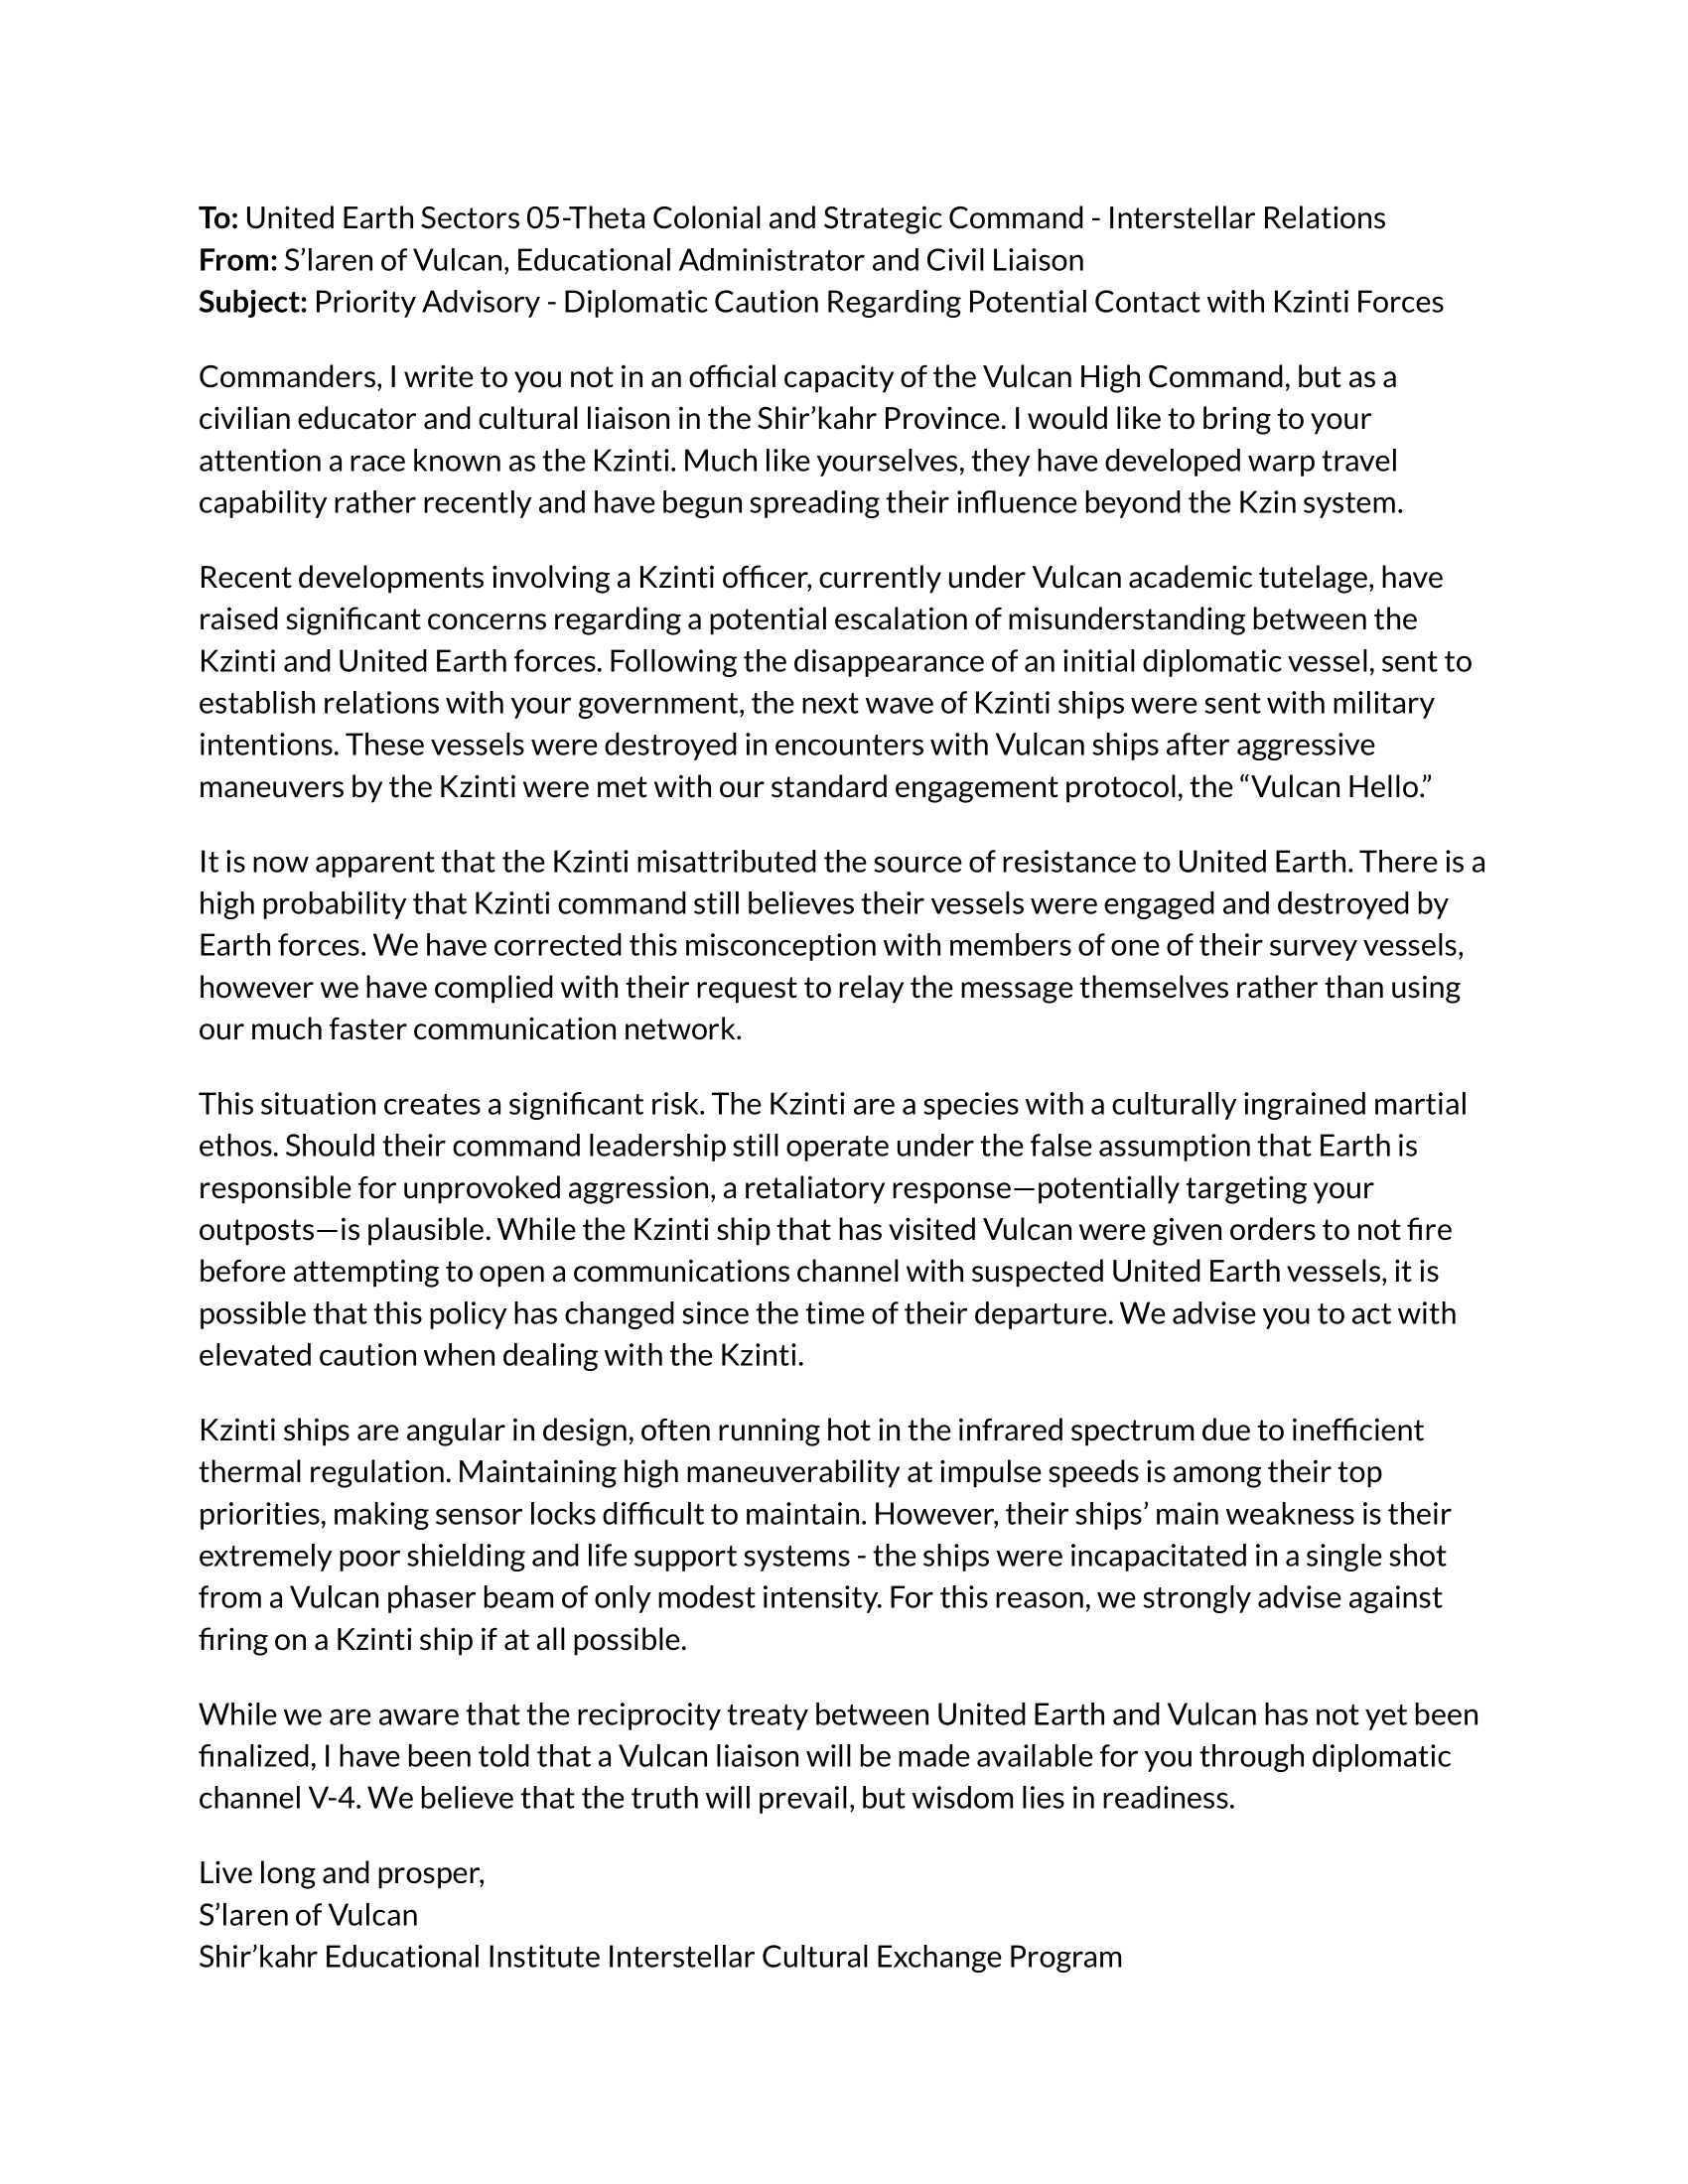 To: United Earth Sectors 05-Theta Colonial and Strategic Command - Interstellar Relations
From: S’laren of Vulcan, Educational Administrator and Civil Liaison
Subject: Priority Advisory - Diplomatic Caution Regarding Potential Contact with Kzinti Forces
Commanders, I write to you not in an official capacity of the Vulcan High Command, but as a
civilian educator and cultural liaison in the Shir’kahr Province. I would like to bring to your
attention a race known as the Kzinti. Much like yourselves, they have developed warp travel
capability rather recently and have begun spreading their influence beyond the Kzin system.
Recent developments involving a Kzinti officer, currently under Vulcan academic tutelage, have
raised significant concerns regarding a potential escalation of misunderstanding between the
Kzinti and United Earth forces. Following the disappearance of an initial diplomatic vessel, sent to
establish relations with your government, the next wave of Kzinti ships were sent with military
intentions. These vessels were destroyed in encounters with Vulcan ships after aggressive
maneuvers by the Kzinti were met with our standard engagement protocol, the “Vulcan Hello.”
It is now apparent that the Kzinti misattributed the source of resistance to United Earth. There is a
high probability that Kzinti command still believes their vessels were engaged and destroyed by
Earth forces. We have corrected this misconception with members of one of their survey vessels,
however we have complied with their request to relay the message themselves rather than using
our much faster communication network.
This situation creates a significant risk. The Kzinti are a species with a culturally ingrained martial
ethos. Should their command leadership still operate under the false assumption that Earth is
responsible for unprovoked aggression, a retaliatory response—potentially targeting your
outposts—is plausible. While the Kzinti ship that has visited Vulcan were given orders to not fire
before attempting to open a communications channel with suspected United Earth vessels, it is
possible that this policy has changed since the time of their departure. We advise you to act with
elevated caution when dealing with the Kzinti.
Kzinti ships are angular in design, often running hot in the infrared spectrum due to inefficient
thermal regulation. Maintaining high maneuverability at impulse speeds is among their top
priorities, making sensor locks difficult to maintain. However, their ships’ main weakness is their
extremely poor shielding and life support systems - the ships were incapacitated in a single shot
from a Vulcan phaser beam of only modest intensity. For this reason, we strongly advise against
firing on a Kzinti ship if at all possible.
While we are aware that the reciprocity treaty between United Earth and Vulcan has not yet been
finalized, I have been told that a Vulcan liaison will be made available for you through diplomatic
channel V-4. We believe that the truth will prevail, but wisdom lies in readiness.
Live long and prosper,
S’laren of Vulcan
Shir’kahr Educational Institute Interstellar Cultural Exchange Program